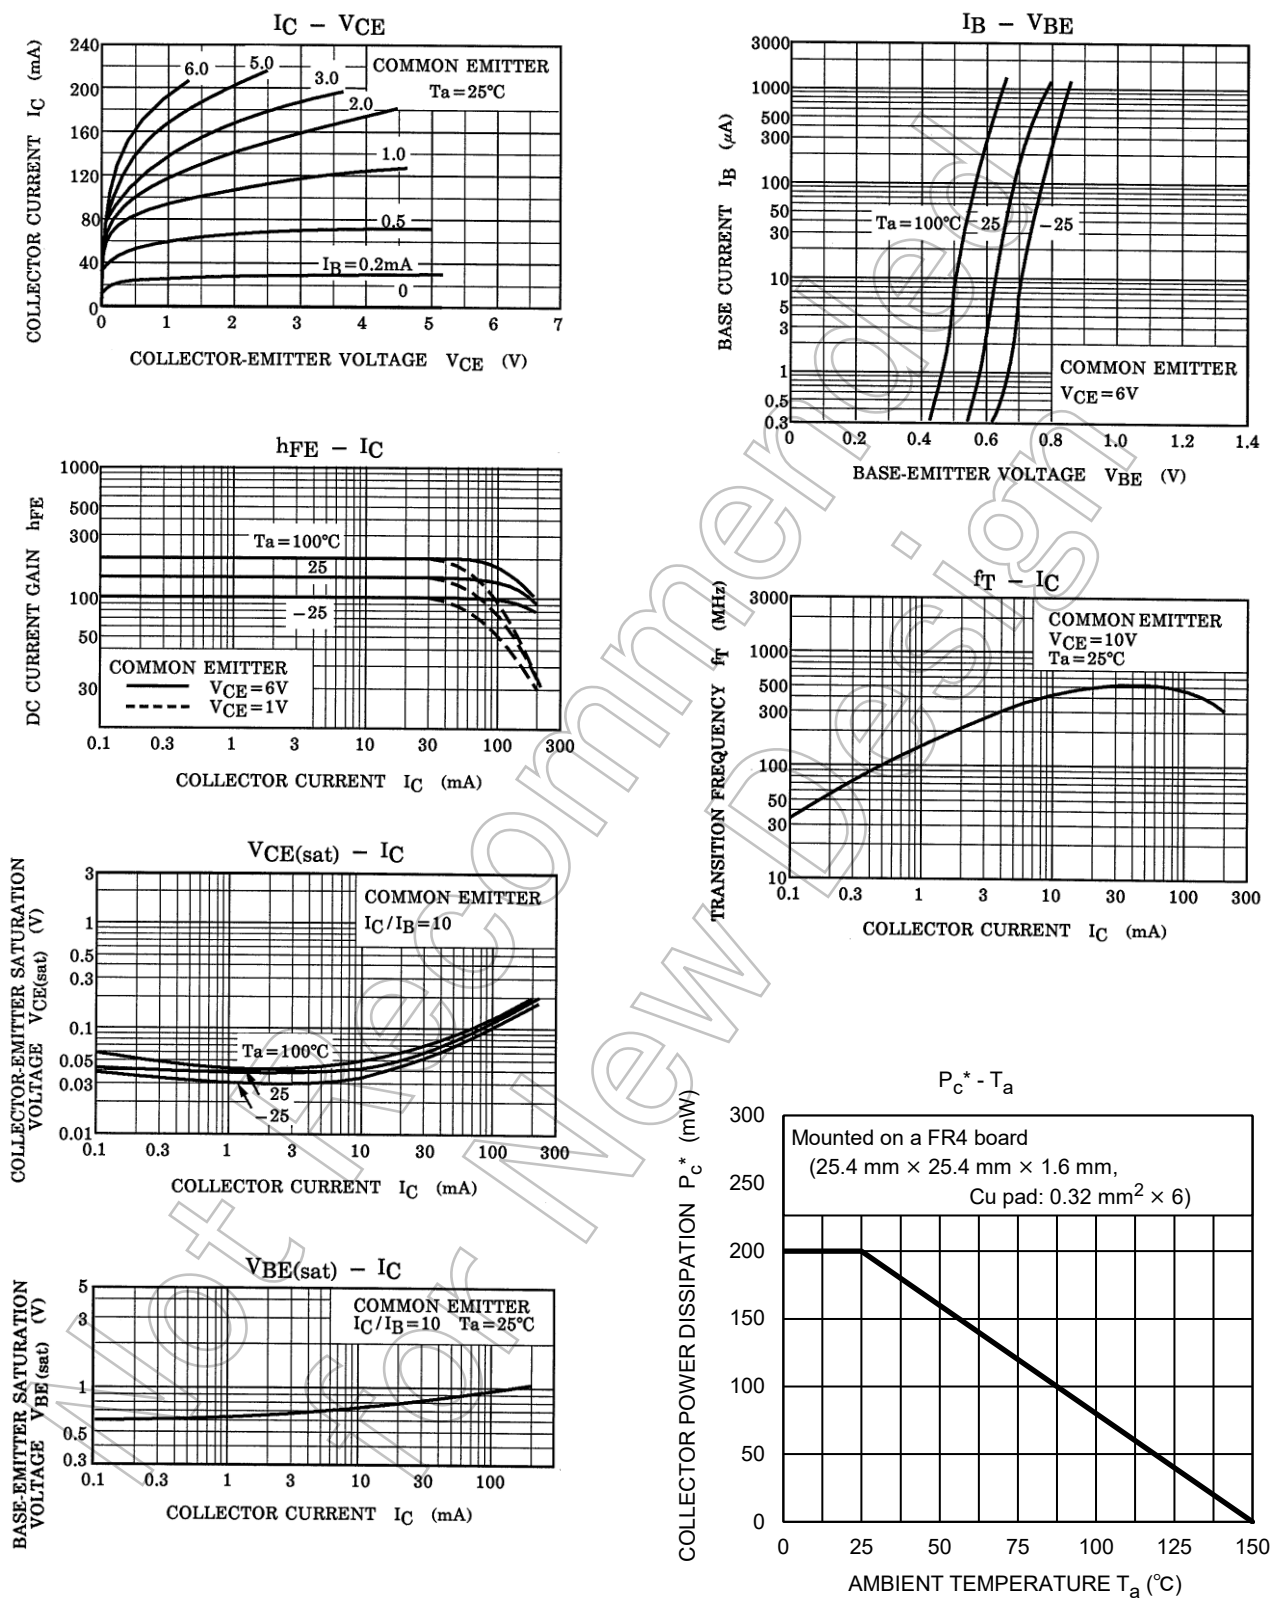 IC – VCE
COLLECTOR CURRENT IC (mA)
240
200
160
120
80
40
0
6.0
5.0
3.0
2.0
1.0
0.5
IB=0.2mA
0
COMMON EMITTER
Ta=25°C
0 1 2 3 4 5 6 7
COLLECTOR-EMITTER VOLTAGE VCE (V)
IB – VBE
BASE CURRENT IB (μA)
3000
1000
500
300
100
50
30
10
5
3
1
0.5
0.3
Ta=100°C 25 –25
COMMON EMITTER
VCE=6V
0 0.2 0.4 0.6 0.8 1.0 1.2 1.4
BASE-EMITTER VOLTAGE VBE (V)
hFE – IC
DC CURRENT GAIN hFE
1000
500
300
100
50
30
Ta=100°C
25
–25
COMMON EMITTER
VCE=6V
VCE=1V
0.1 0.3 1 3 10 30 100 300
COLLECTOR CURRENT IC (mA)
fT – IC
TRANSITION FREQUENCY fT (MHz)
3000
1000
500
300
100
50
30
10
COMMON EMITTER
VCE=10V
Ta=25°C
0.1 0.3 1 3 10 30 100 300
COLLECTOR CURRENT IC (mA)
VCE(sat) – IC
COLLECTOR-EMITTER SATURATION
VOLTAGE VCE(sat) (V)
3
1
0.5
0.3
0.1
0.05
0.03
0.01
COMMON EMITTER
IC/IB=10
Ta=100°C
25
–25
0.1 0.3 1 3 10 30 100 300
COLLECTOR CURRENT IC (mA)
VBE(sat) – IC
BASE-EMITTER SATURATION
VOLTAGE VBE(sat) (V)
5
3
1
0.5
0.3
COMMON EMITTER
IC/IB=10 Ta=25°C
0.1 0.3 1 3 10 30 100
COLLECTOR CURRENT IC (mA)
Pc* - Ta
COLLECTOR POWER DISSIPATION Pc* (mW)
300
250
200
150
100
50
0
Mounted on a FR4 board
(25.4 mm × 25.4 mm × 1.6 mm,
Cu pad: 0.32 mm² × 6)
0 25 50 75 100 125 150
AMBIENT TEMPERATURE Ta (°C)
Not Recommended
for New Design